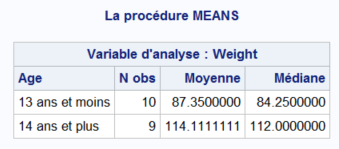 La procédure MEANS
Variable d'analyse : Weight
Age N obs Moyenne Médiane
13 ans et moins 10 87.3500000 84.2500000
14 ans et plus 9 114.1111111 112.0000000